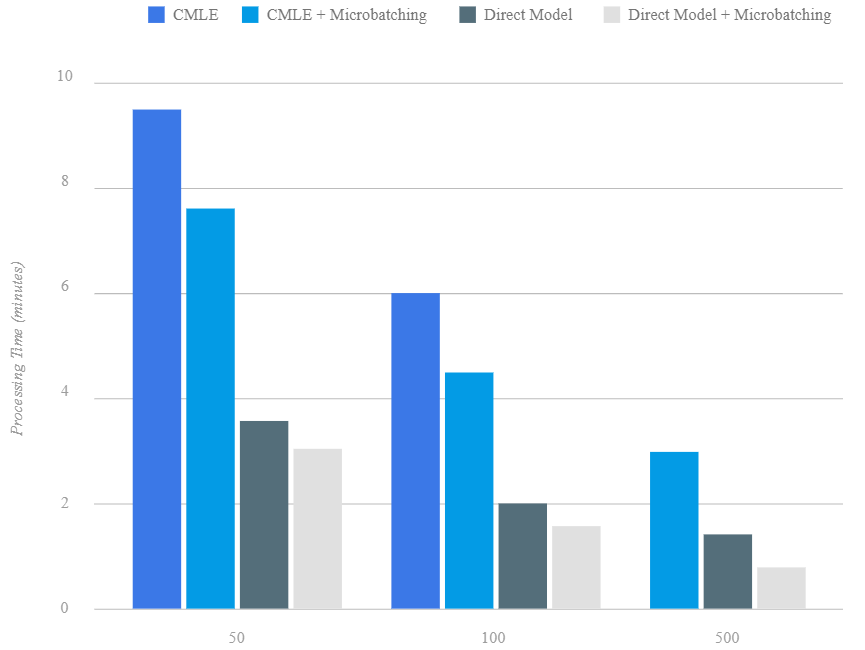 CMLE CMLE + Microbatching Direct Model Direct Model + Microbatching
10
8
6
4
2
0
Processing Time (minutes)
50 100 500